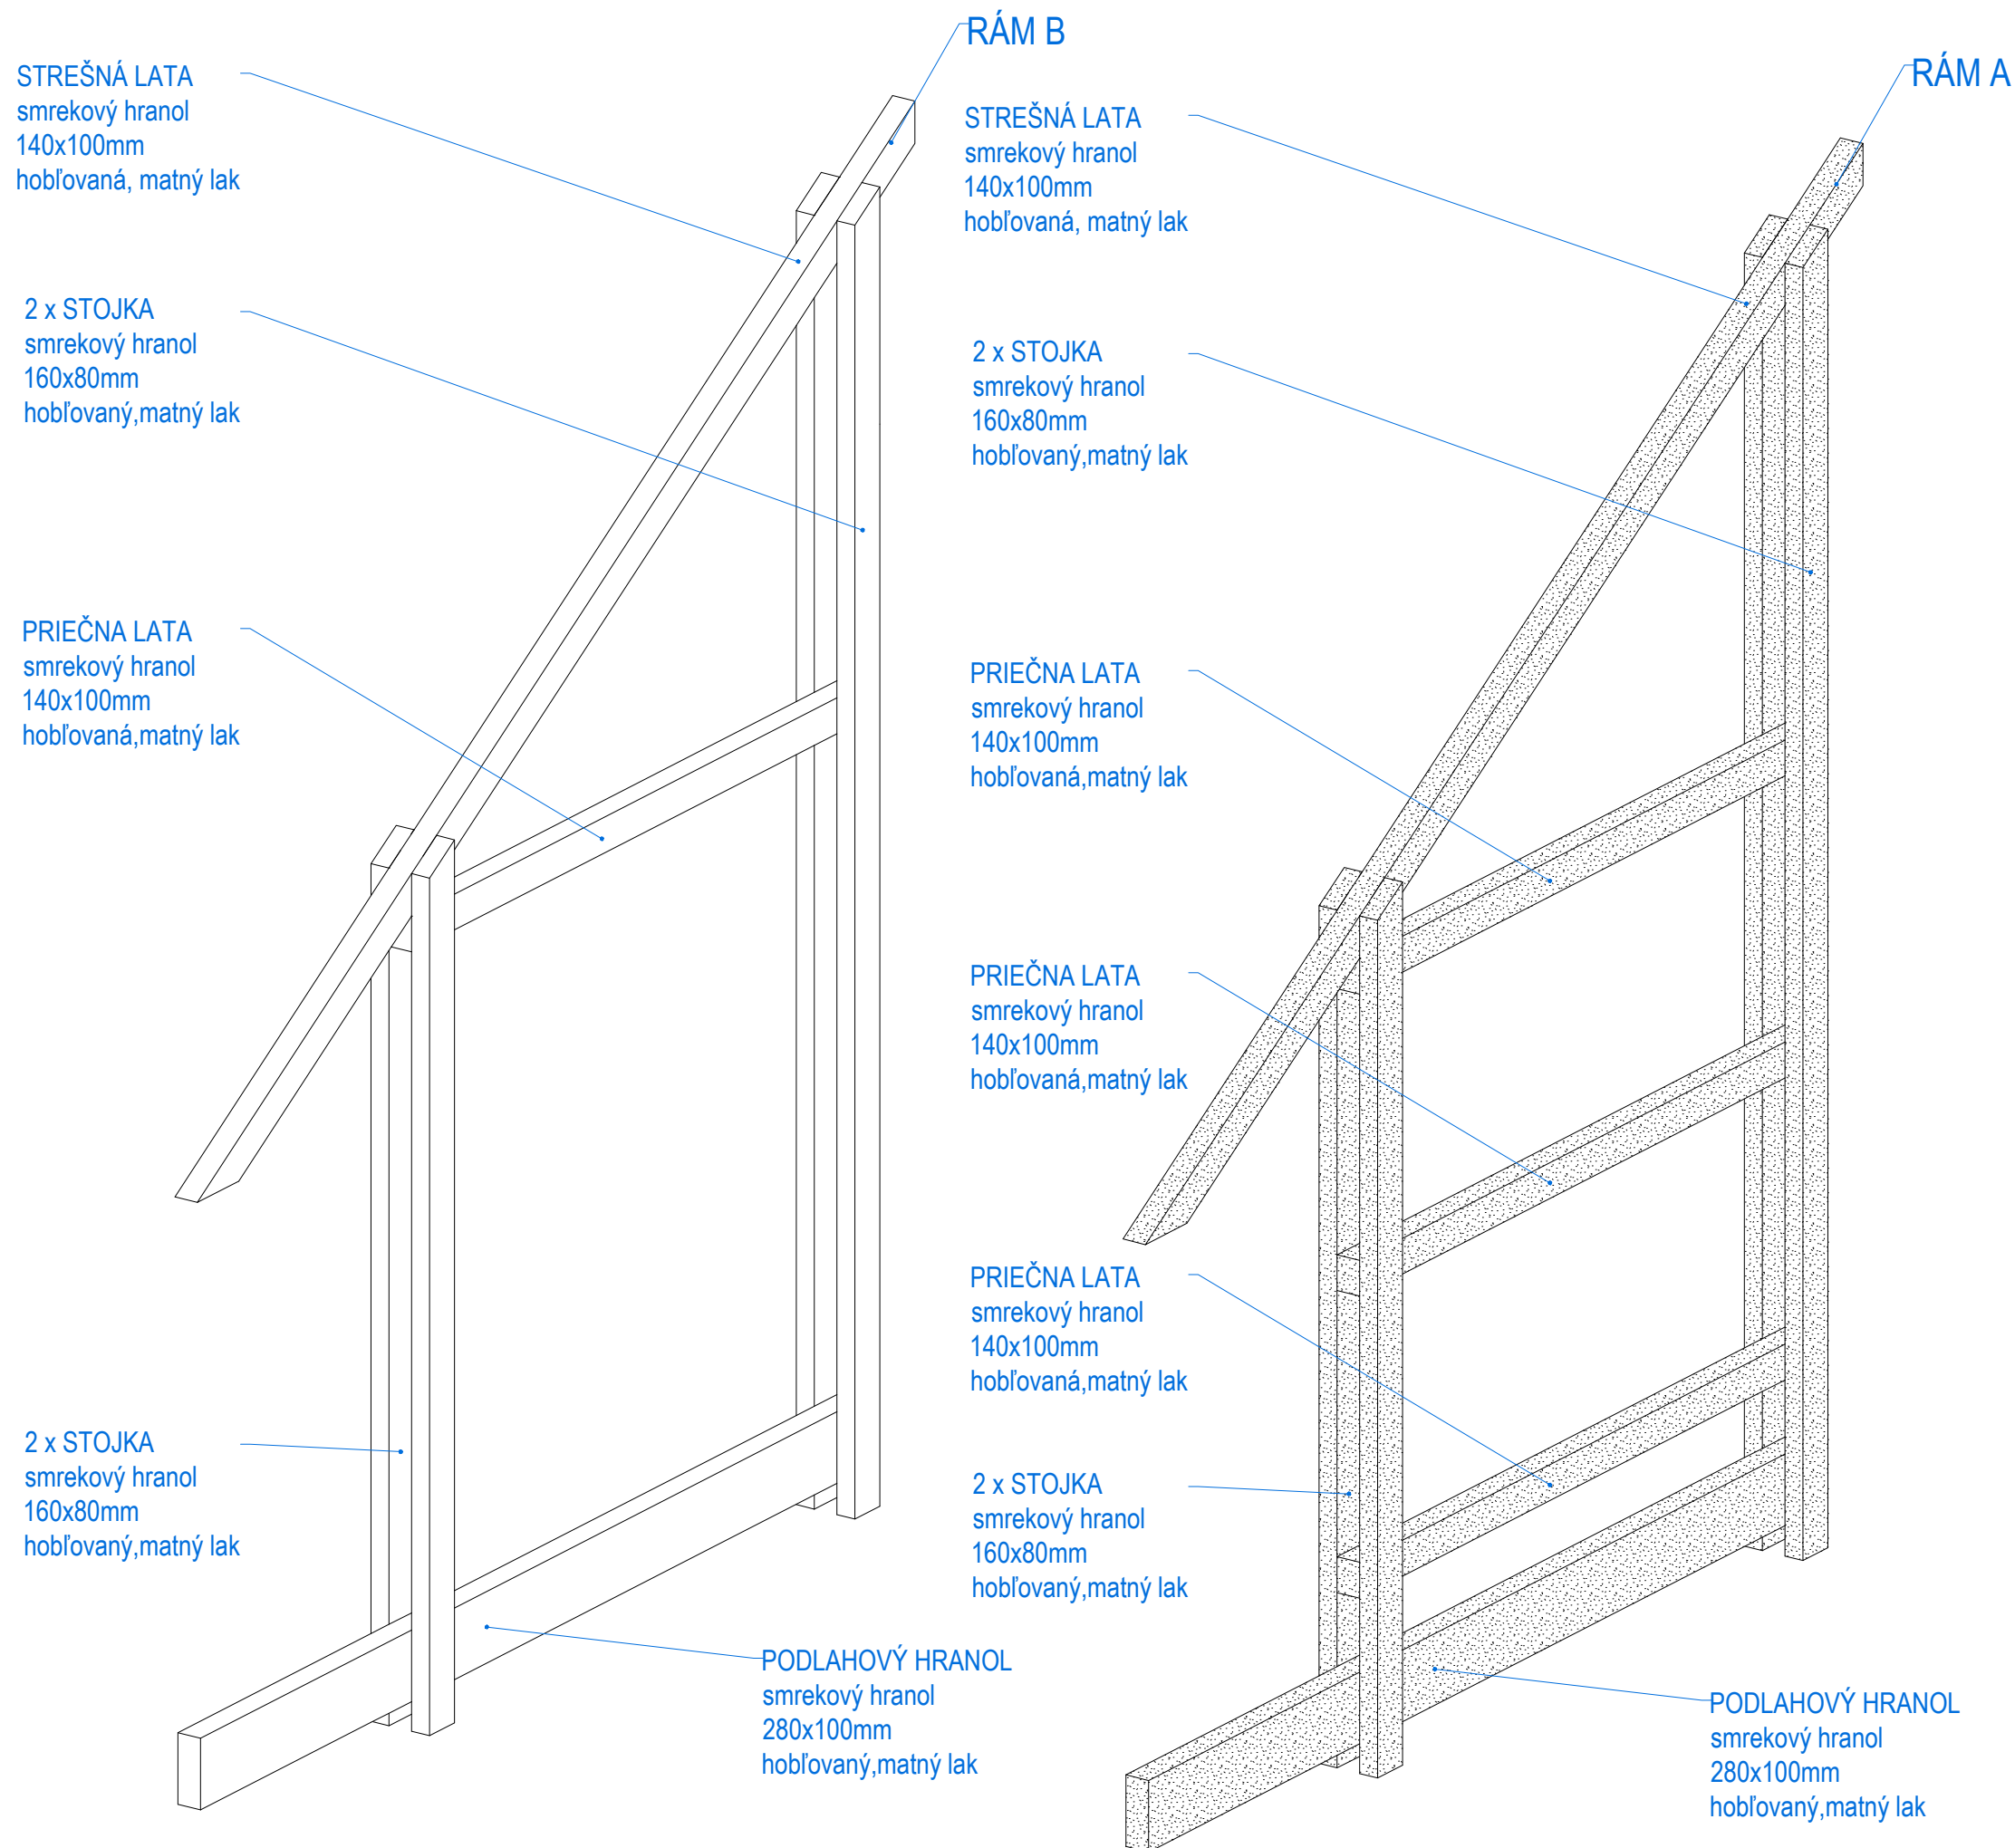 RÁM B
STREŠNÁ LATA
smrekový hranol
140x100mm
hobľovaná, matný lak
2 x STOJKA
smrekový hranol
160x80mm
hobľovaný,matný lak
PRIEČNA LATA
smrekový hranol
140x100mm
hobľovaná,matný lak
2 x STOJKA
smrekový hranol
160x80mm
hobľovaný,matný lak
PODLAHOVÝ HRANOL
smrekový hranol
280x100mm
hobľovaný,matný lak
RÁM A
STREŠNÁ LATA
smrekový hranol
140x100mm
hobľovaná, matný lak
2 x STOJKA
smrekový hranol
160x80mm
hobľovaný,matný lak
PRIEČNA LATA
smrekový hranol
140x100mm
hobľovaná,matný lak
PRIEČNA LATA
smrekový hranol
140x100mm
hobľovaná,matný lak
PRIEČNA LATA
smrekový hranol
140x100mm
hobľovaná,matný lak
2 x STOJKA
smrekový hranol
160x80mm
hobľovaný,matný lak
PODLAHOVÝ HRANOL
smrekový hranol
280x100mm
hobľovaný,matný lak